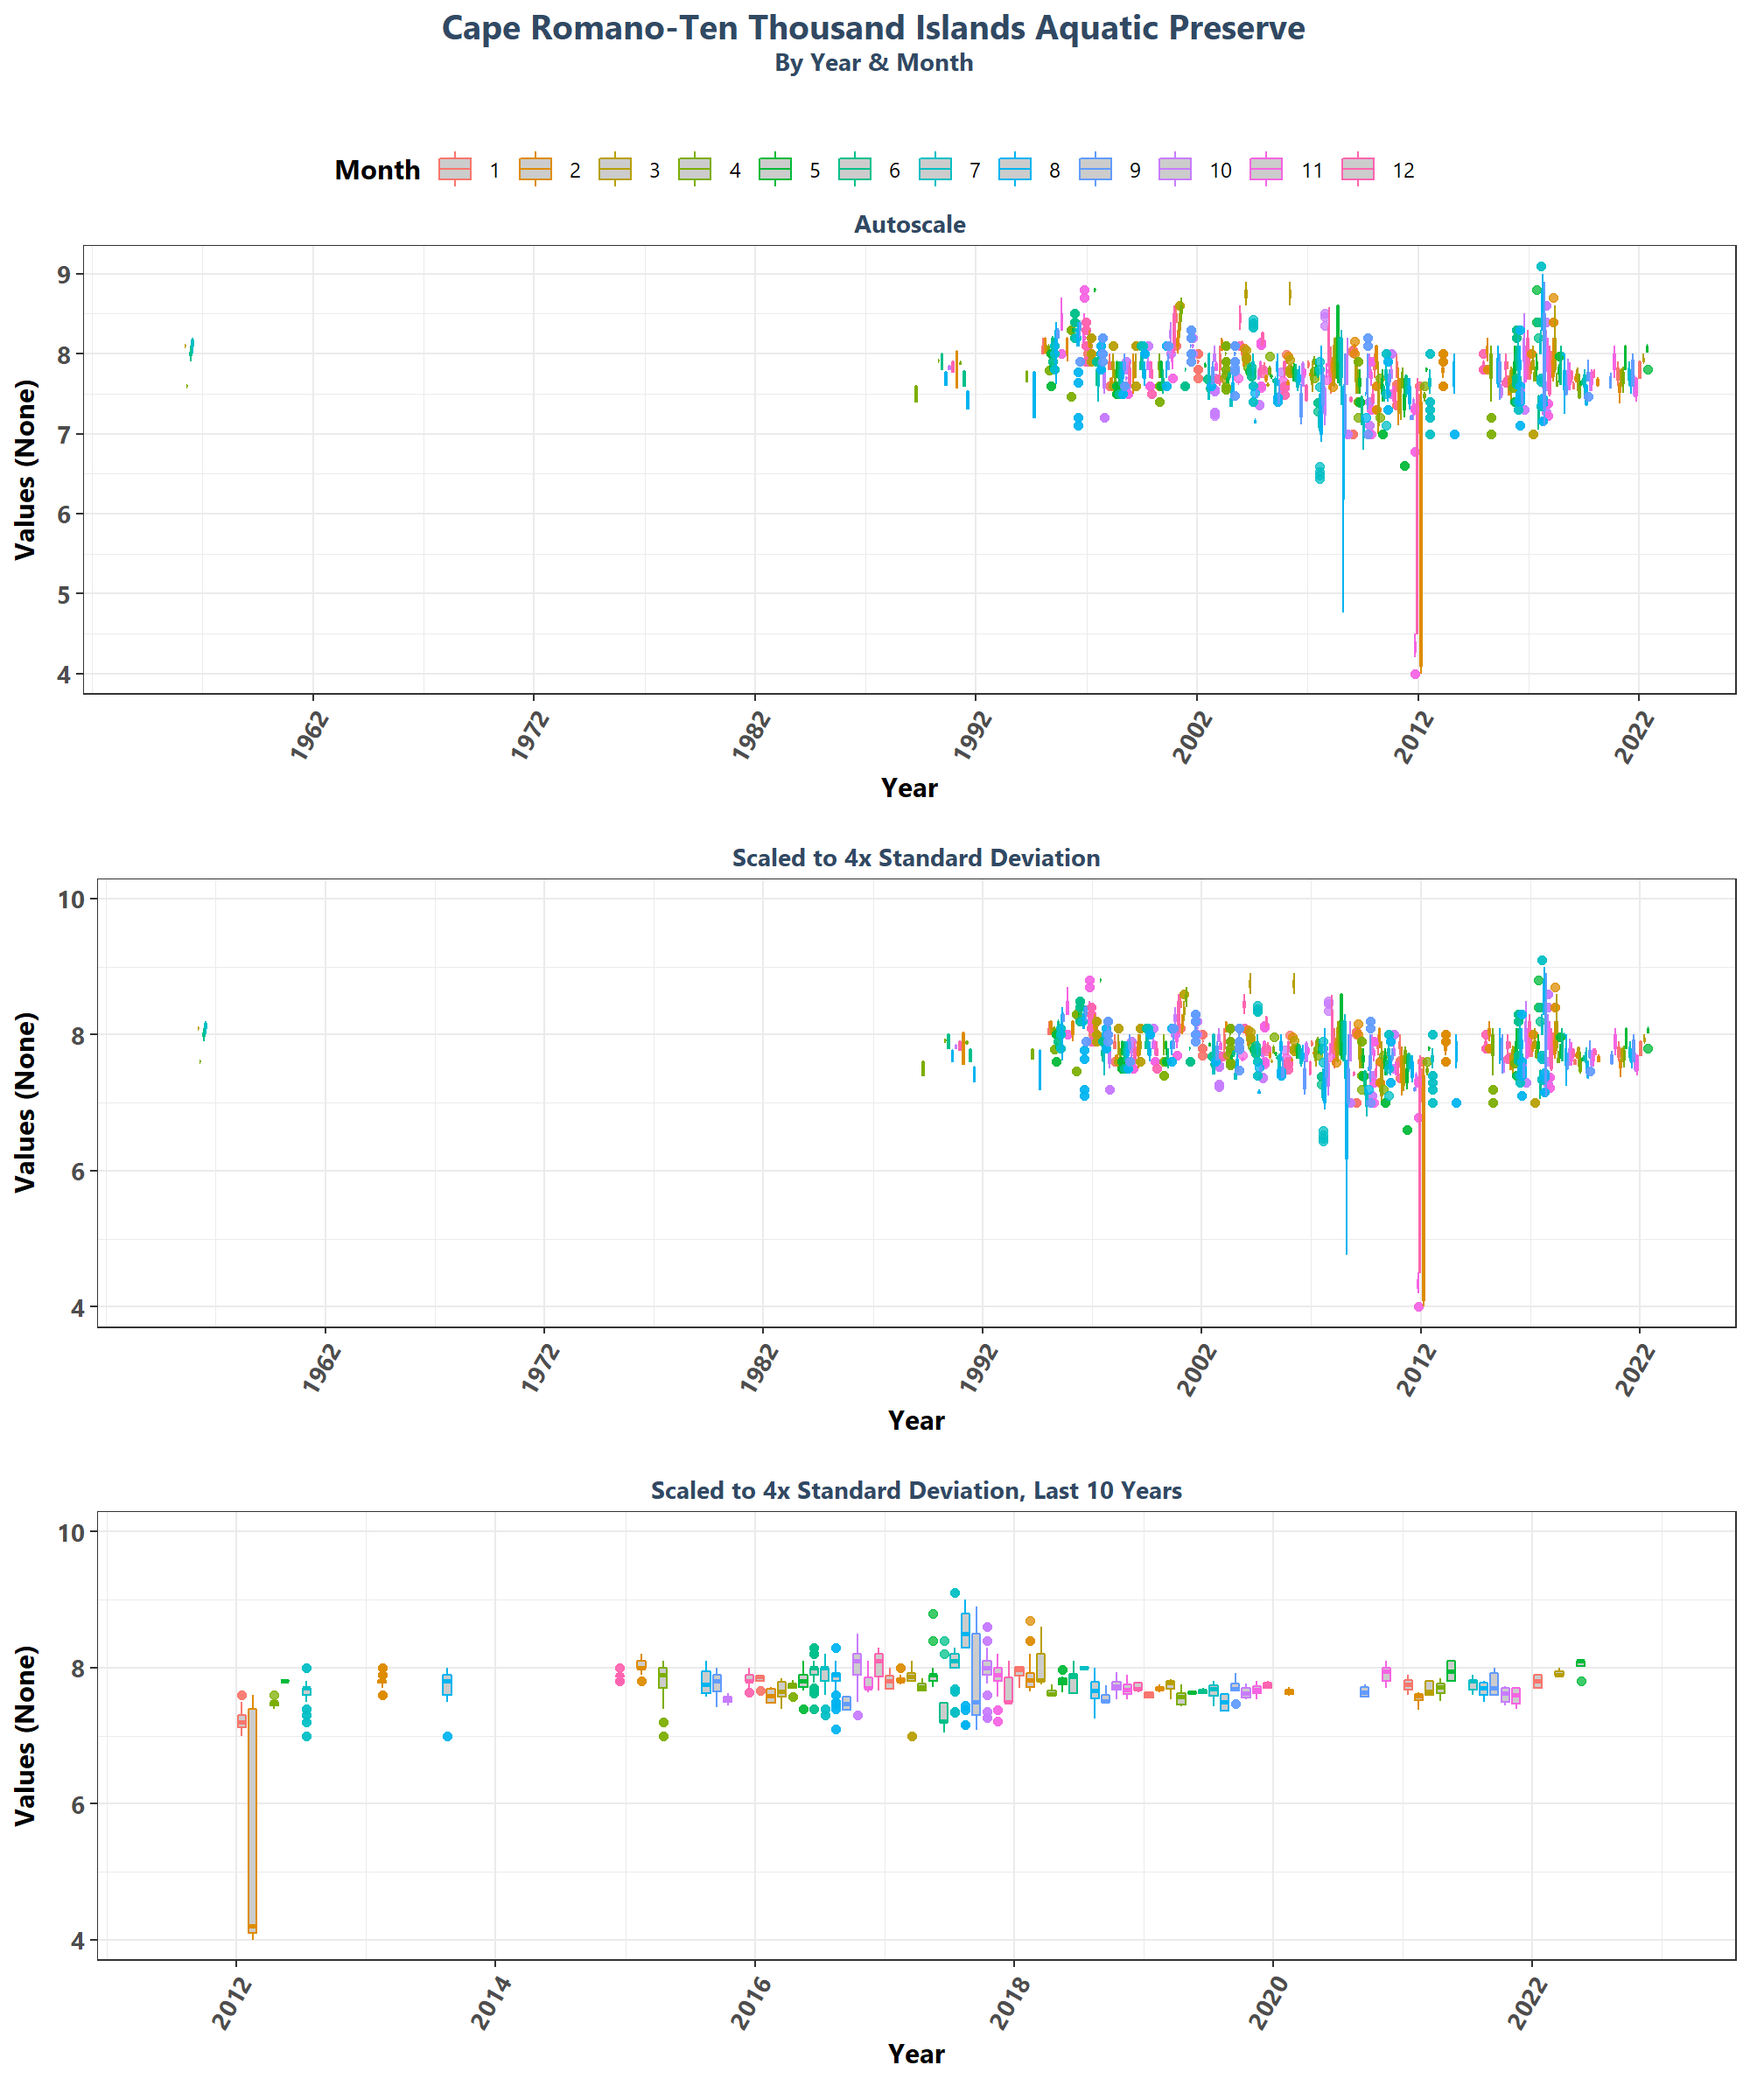 Cape Romano-Ten Thousand Islands Aquatic Preserve
By Year & Month
Month 1 2 3 4 5 6 7 8 9 10 11 12
Autoscale
Values (None)
9
8
7
6
5
4
1962 1972 1982 1992 2002 2012 2022
Year
Scaled to 4x Standard Deviation
Values (None)
10
8
6
4
1962 1972 1982 1992 2002 2012 2022
Year
Scaled to 4x Standard Deviation, Last 10 Years
Values (None)
10
8
6
4
2012 2014 2016 2018 2020 2022
Year